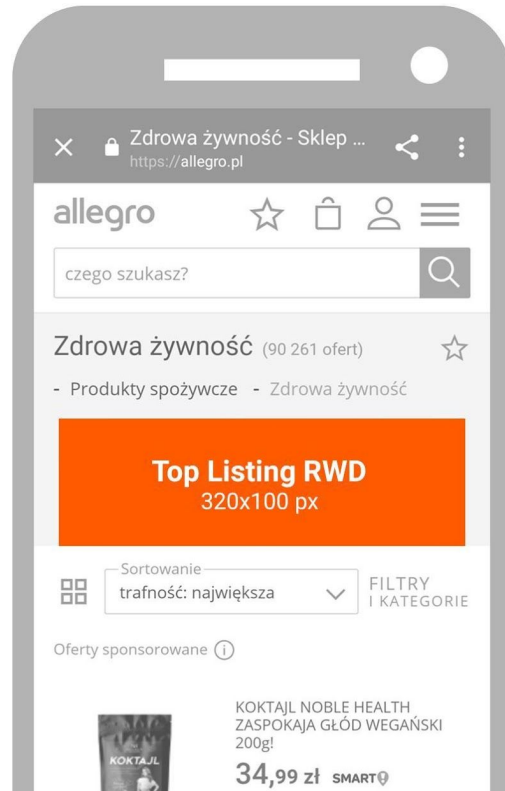 Zdrowa żywność - Sklep ...
https://allegro.pl
allegro
czego szukasz?
Zdrowa żywność (90 261 ofert)
- Produkty spożywcze - Zdrowa żywność
Top Listing RWD
320x100 px
Sortowanie
trafność: największa
FILTRY
I KATEGORIE
Oferty sponsorowane
KOKTAJL NOBLE HEALTH
ZASPOKAJA GŁÓD WEGAŃSKI
200g!
KOKTAJL
34,99 zł SMART!